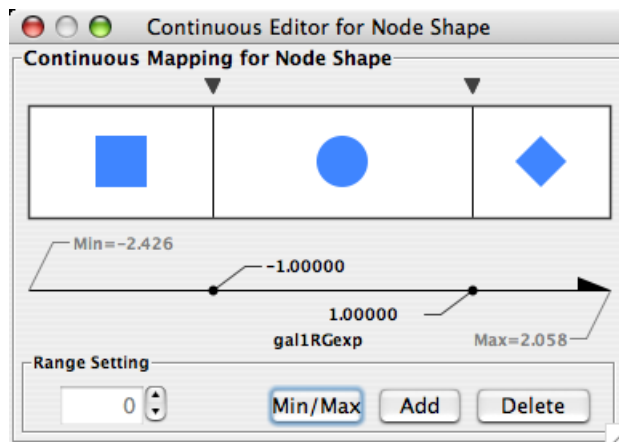 Continuous Editor for Node Shape
Continuous Mapping for Node Shape
Min=-2.426
-1.00000
1.00000
gal1RGexp
Max=2.058
Range Setting
0
Min/Max Add Delete